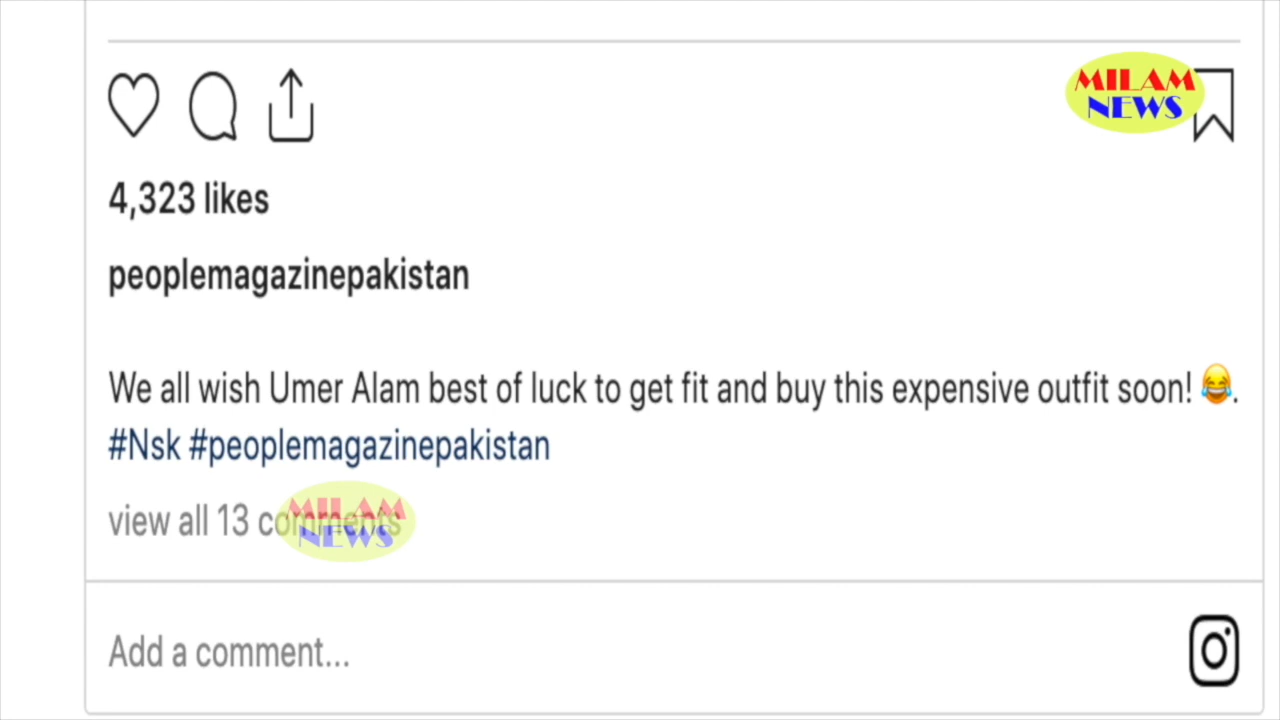 MILAM
NEWS
4,323 likes
peoplemagazinepakistan
We all wish Umer Alam best of luck to get fit and buy this expensive outfit soon! 😂.
#Nsk #peoplemagazinepakistan
view all 13 comments
MILAM
NEWS
Add a comment...